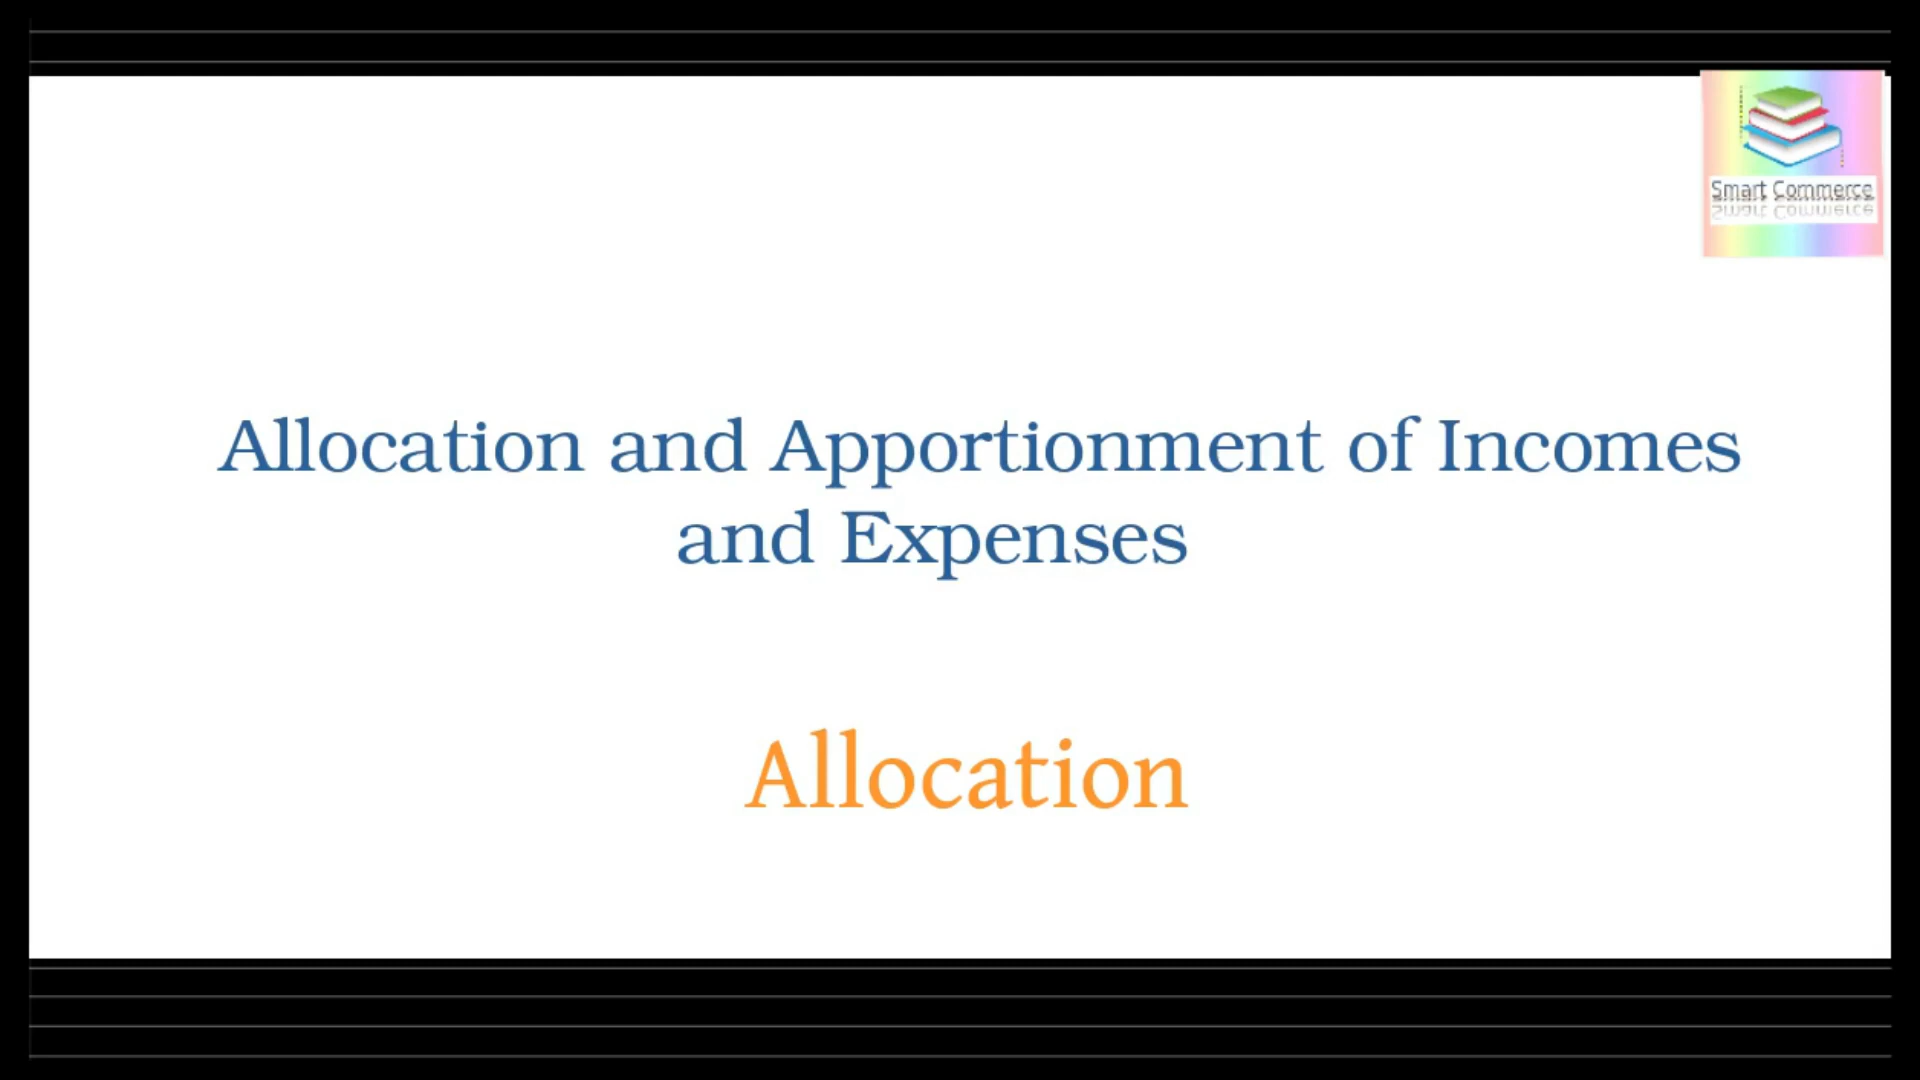 Smart Commerce
Allocation and Apportionment of Incomes
and Expenses
Allocation